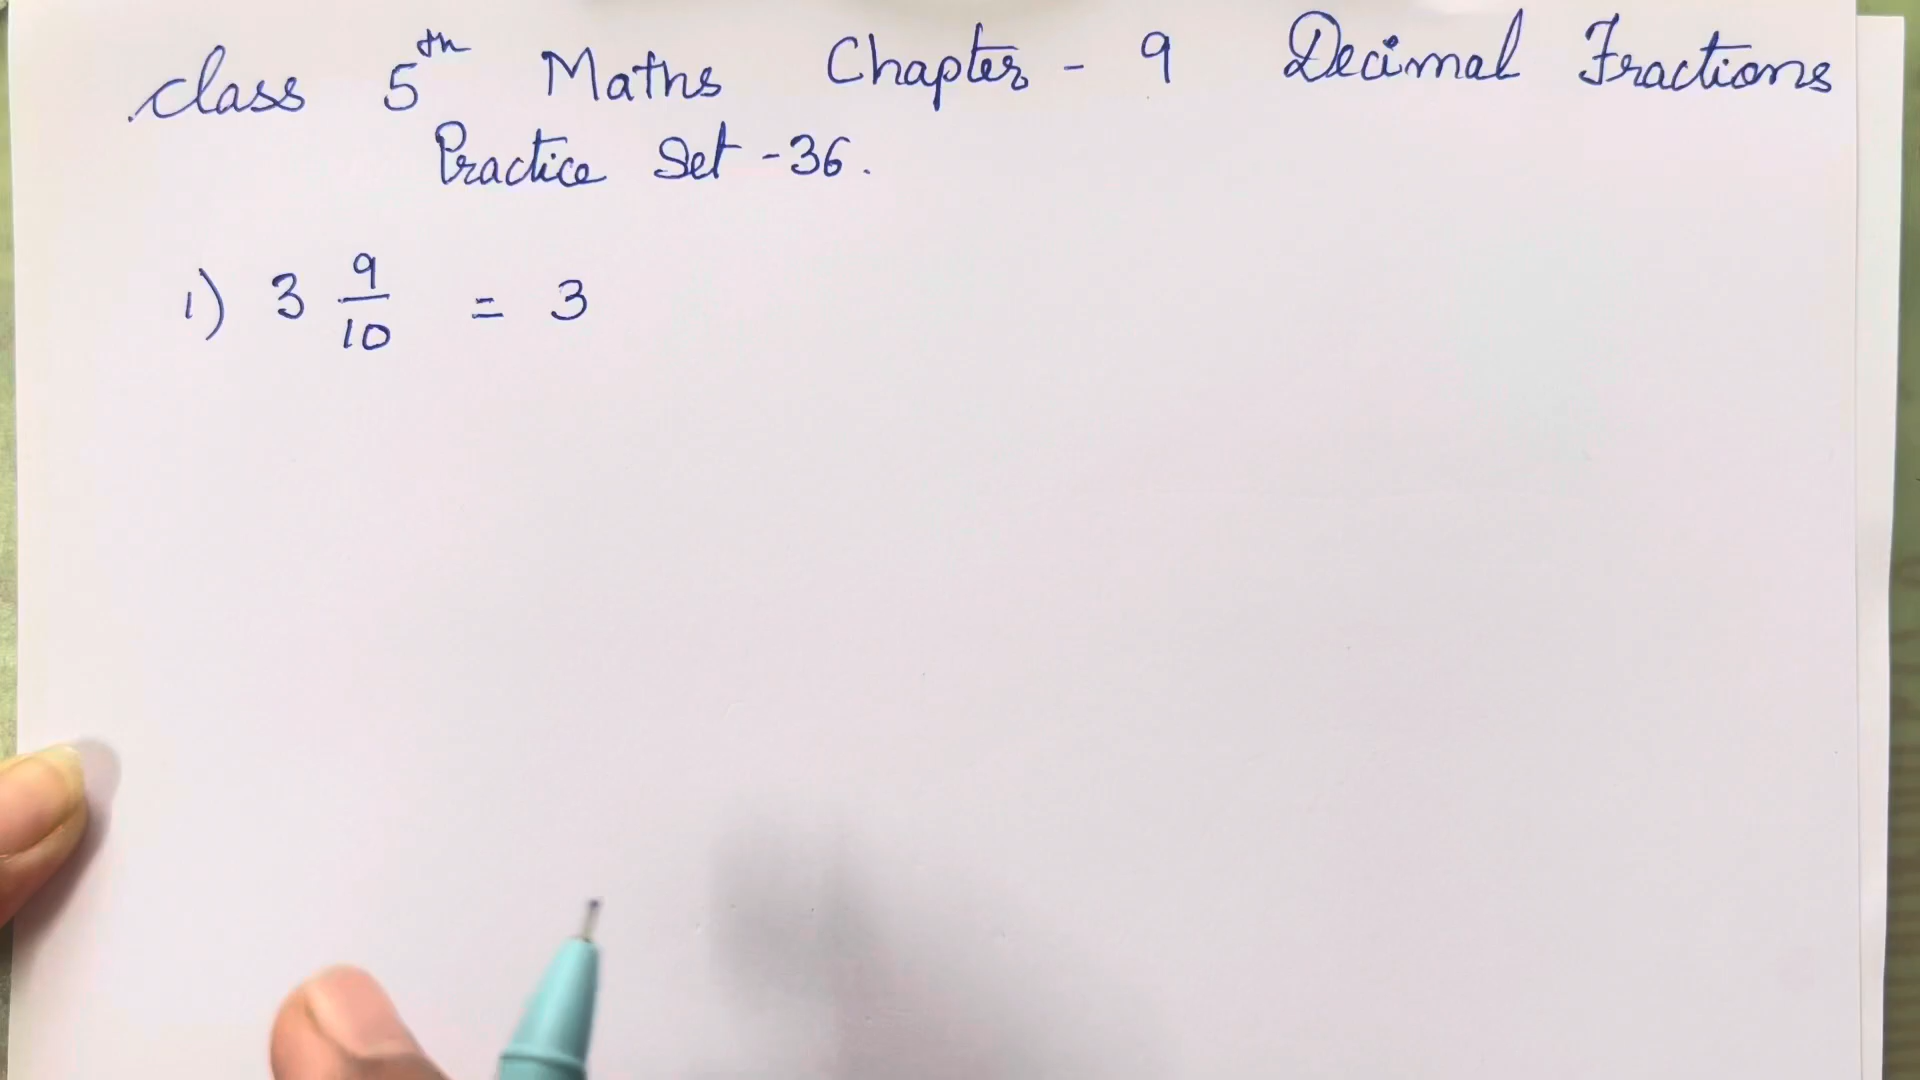 Class 5th Maths Chapter - 9 Decimal Fractions
Practice Set - 36.
1) 3 9/10 = 3